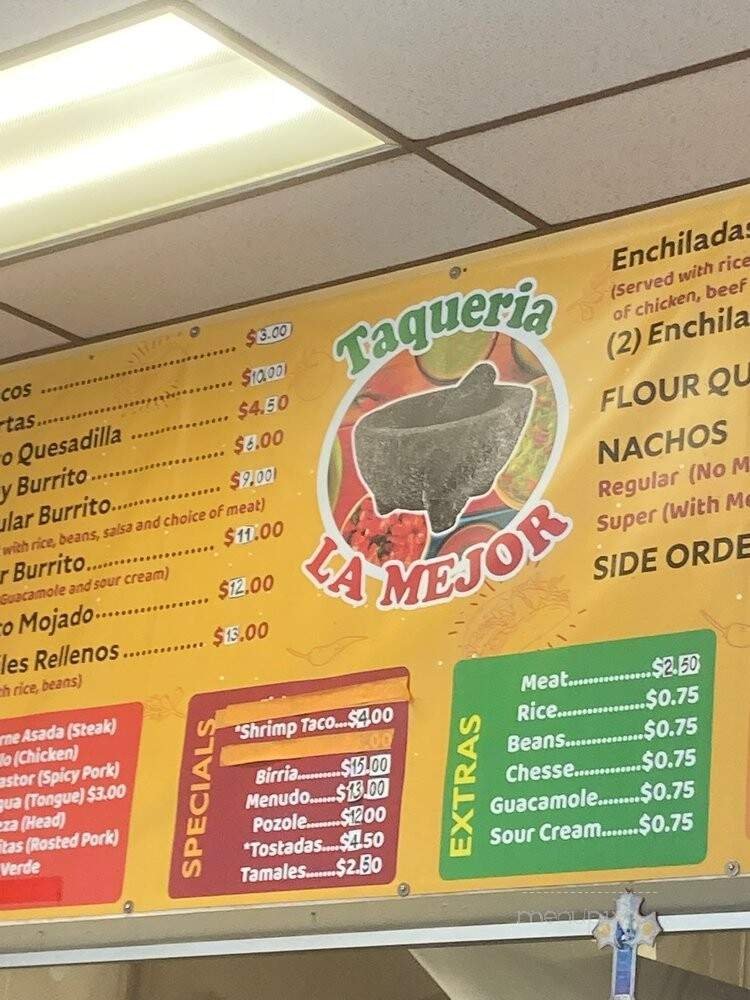 cos .......... $3.00
rtas .......... $10.00
o Quesadilla .......... $4.50
y Burrito .......... $6.00
ular Burrito .......... $9.00
with rice, beans, salsa and choice of meat)
r Burrito .......... $11.00
Guacamole and sour cream)
to Mojado .......... $12.00
les Rellenos .......... $13.00
th rice, beans)
Taqueria
LA MEJOR
Enchiladas
(Served with rice
of chicken, beef
(2) Enchila
FLOUR QU
NACHOS
Regular (No M
Super (With Me
SIDE ORDE
rne Asada (Steak)
lo (Chicken)
astor (Spicy Pork)
gua (Tongue) $3.00
eza (Head)
itas (Rosted Pork)
Verde
SPECIALS
*Shrimp Taco...$4.00
Birria..........$15.00
Menudo......$13.00
Pozole........$12.00
*Tostadas....$4.50
Tamales.......$2.50
EXTRAS
Meat.................$2.50
Rice..................$0.75
Beans...............$0.75
Chesse.............$0.75
Guacamole.......$0.75
Sour Cream.......$0.75